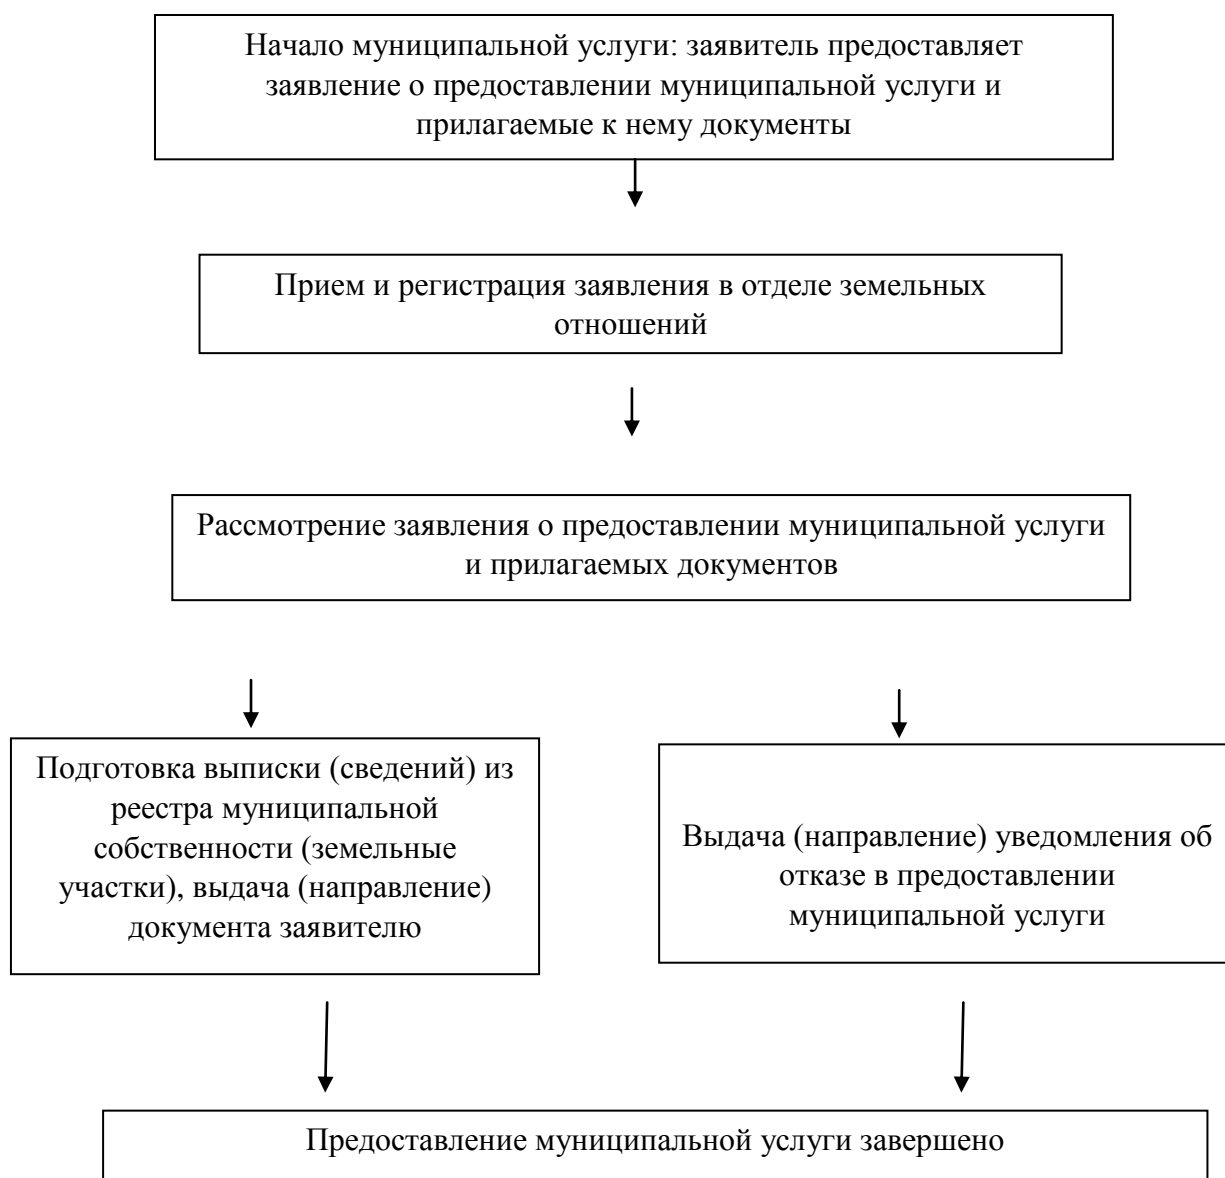 Начало муниципальной услуги: заявитель предоставляет
заявление о предоставлении муниципальной услуги и
прилагаемые к нему документы
Прием и регистрация заявления в отделе земельных
отношений
Рассмотрение заявления о предоставлении муниципальной услуги
и прилагаемых документов
Подготовка выписки (сведений) из
реестра муниципальной
собственности (земельные
участки), выдача (направление)
документа заявителю
Выдача (направление) уведомления об
отказе в предоставлении
муниципальной услуги
Предоставление муниципальной услуги завершено